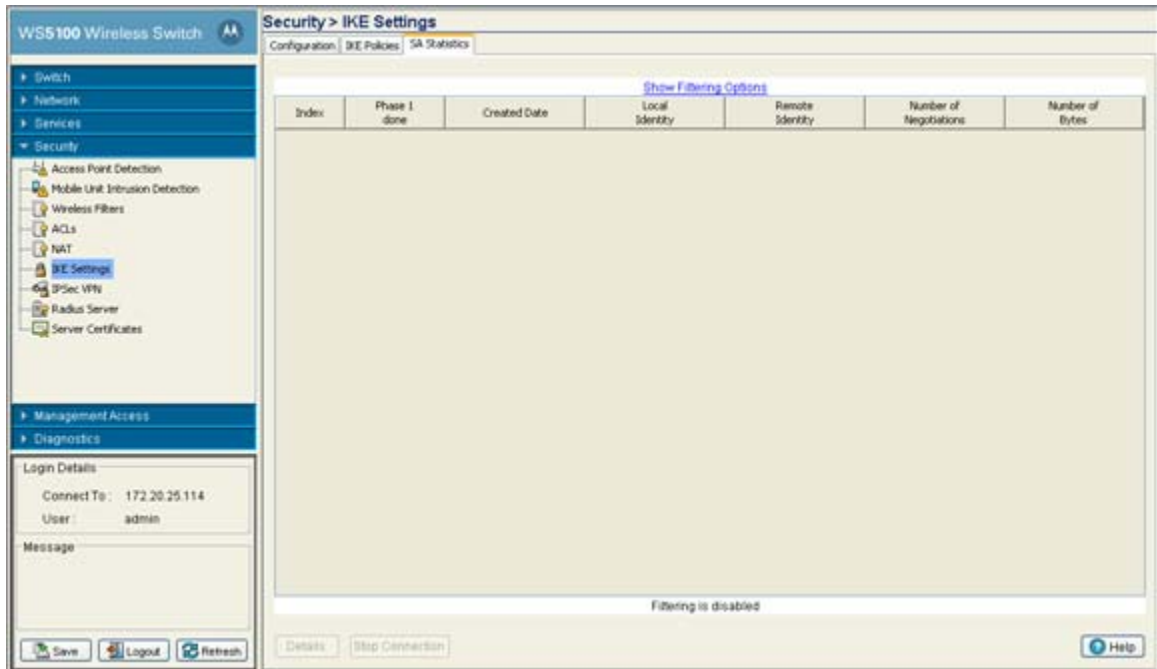 WS5100 Wireless Switch
Switch
Network
Services
Security
Access Point Detection
Mobile Unit Intrusion Detection
Wireless Filters
ACLs
NAT
IKE Settings
IPSec VPN
Radius Server
Server Certificates
Management Access
Diagnostics
Login Details
Connect To : 172.20.25.114
User : admin
Message
Save Logout Refresh
Security > IKE Settings
Configuration IKE Policies SA Statistics
Show Filtering Options
Index Phase 1 done Created Date Local Identity Remote Identity Number of Negotiations Number of Bytes
Filtering is disabled
Details Stop Connection Help